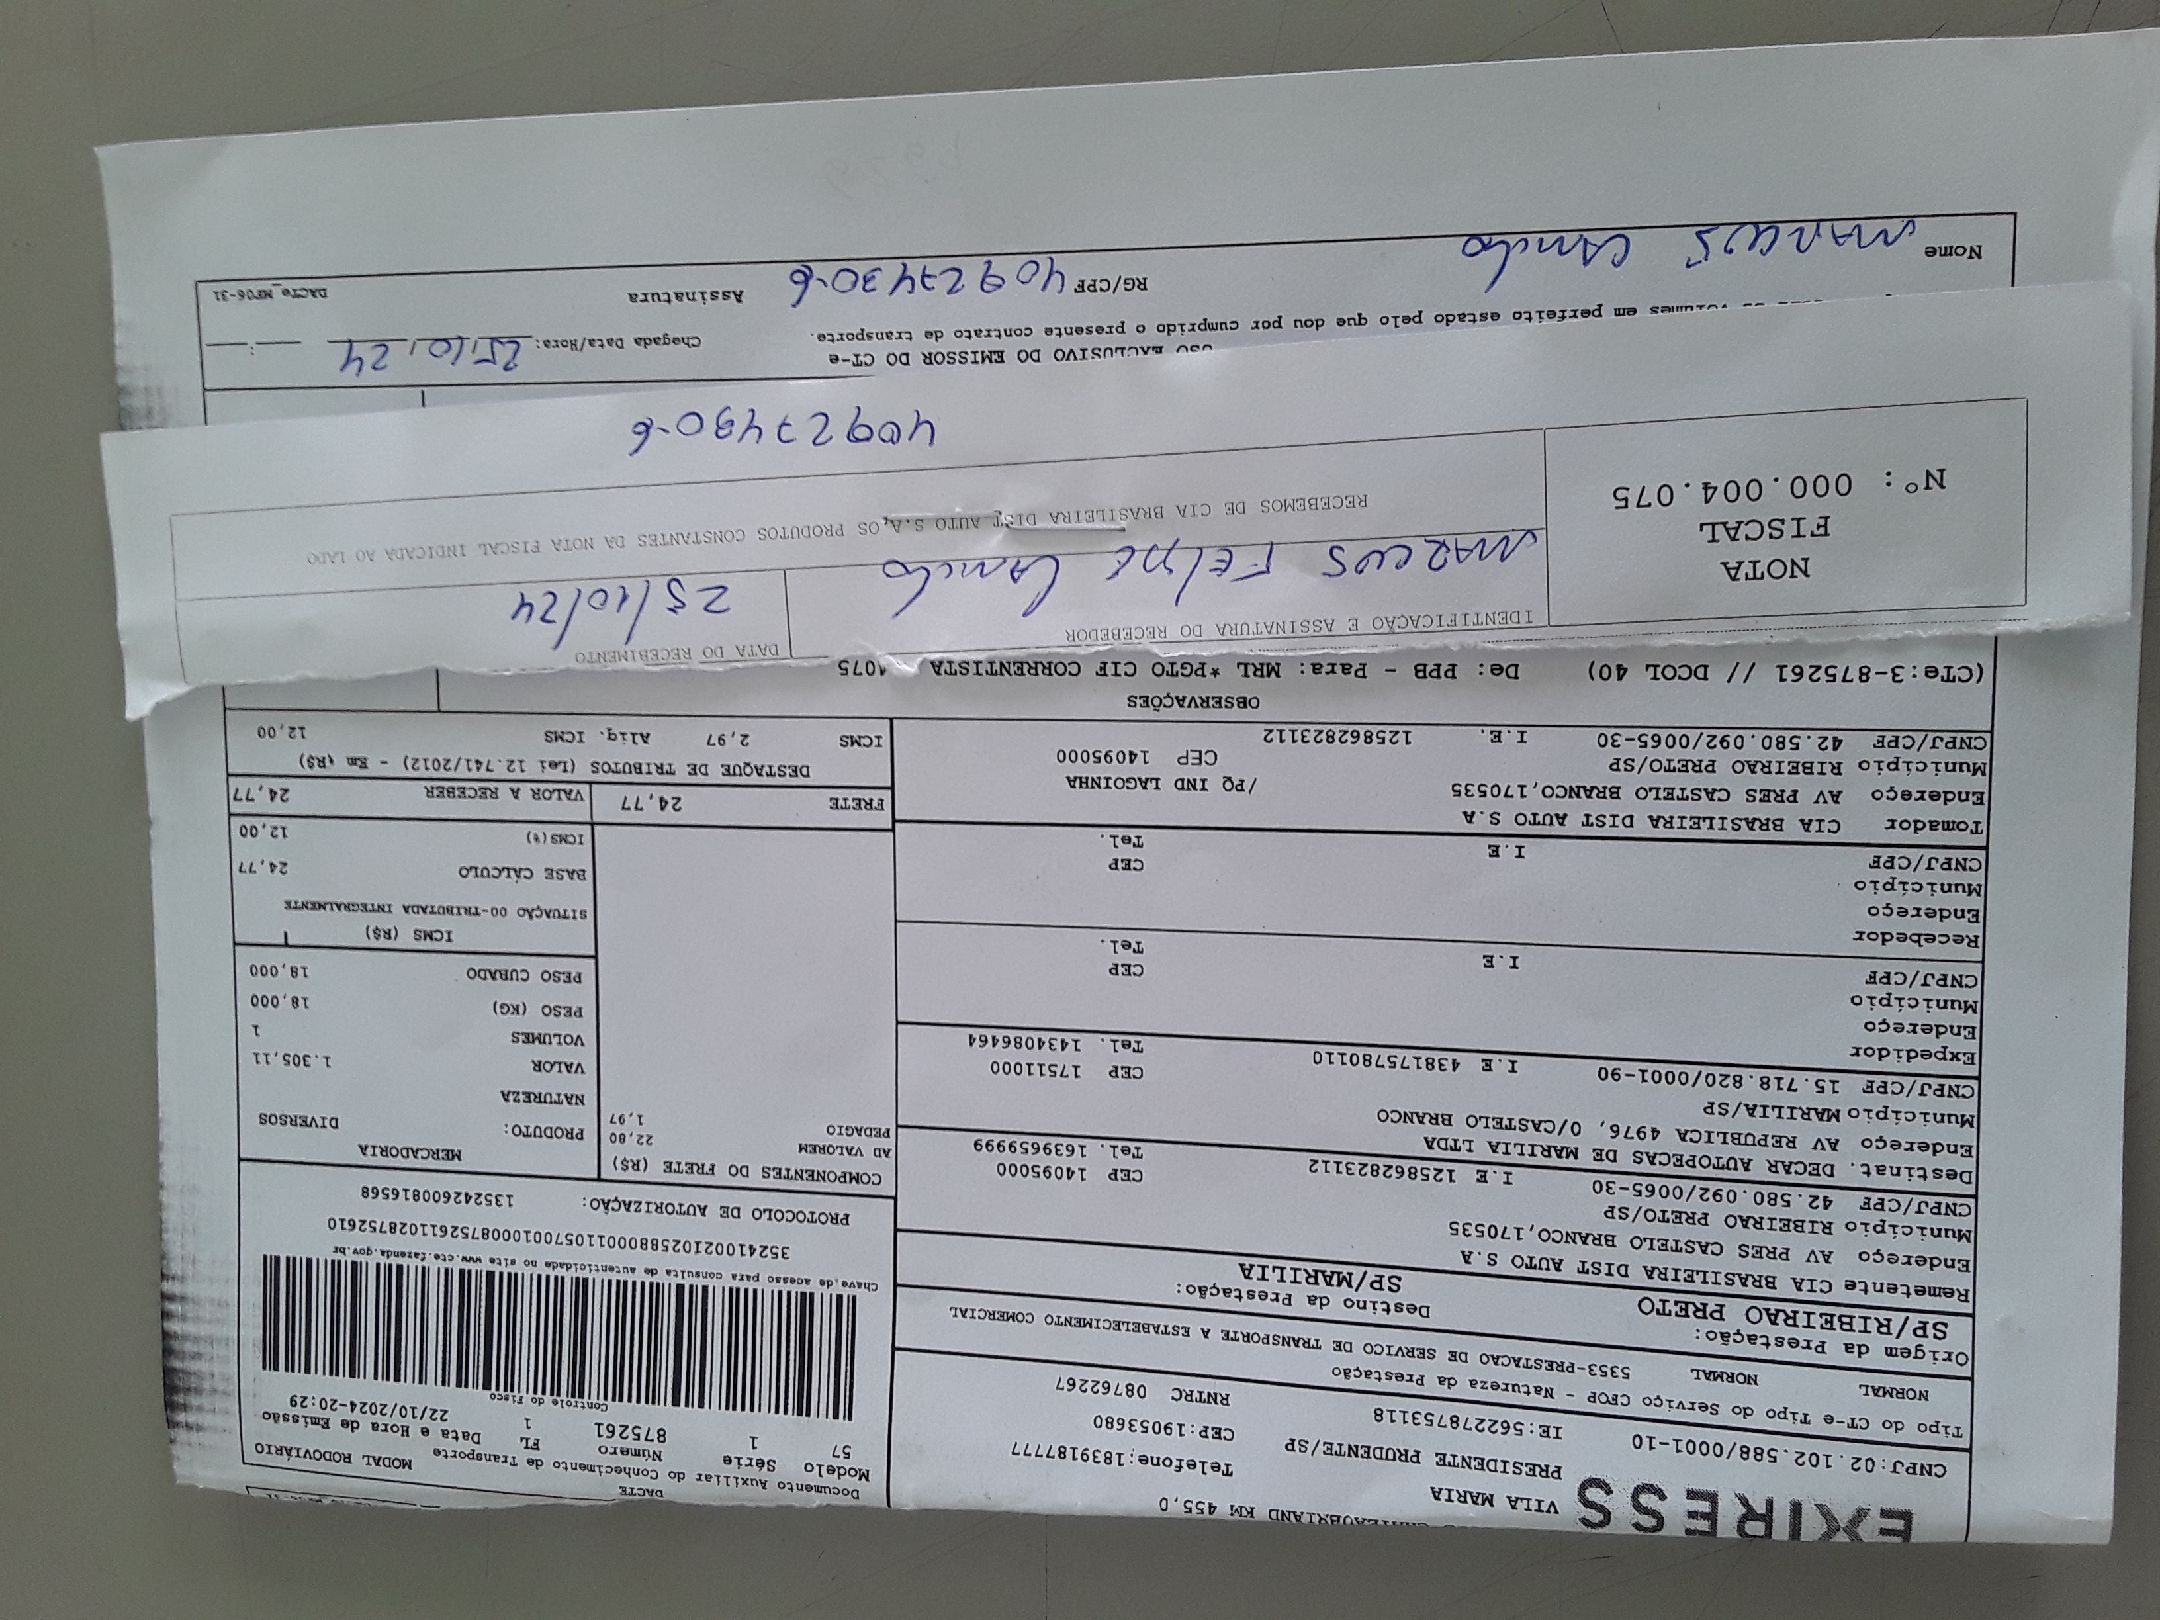 EXPRESS
KM 455,0
VILA MARIA
PRESIDENTE PRUDENTE/SP
Telefone:1839187777
CEP:19053680
CNPJ:02.102.588/0001-10 IE:562278753118 RNTRC 08762267
Tipo do CT-e Tipo do Serviço CFOP - Natureza da Prestação
NORMAL NORMAL 5353-PRESTACAO DE SERVICO DE TRANSPORTE A ESTABELECIMENTO COMERCIAL
Origem da Prestação: Destino da Prestação:
SP/RIBEIRAO PRETO SP/MARILIA
DACTE
Documento Auxiliar do Conhecimento de Transporte MODAL RODOVIÁRIO
Modelo Série Número FL Data e Hora de Emissão
57 1 875261 1 22/10/2024-20:29
Controle do Fisco
Chave de acesso para consulta de autenticidade no site www.cte.fazenda.gov.br
PROTOCOLO DE AUTORIZAÇÃO: 135242600816568
Remetente CIA BRASILEIRA DIST AUTO S.A
Endereço AV PRES CASTELO BRANCO,170535
Município RIBEIRAO PRETO/SP CEP 14095000
CNPJ/CPF 42.580.092/0065-30 I.E 12586823112 Tel. 1639659999
Destinat. DECAR AUTOPECAS DE MARILIA LTDA
Endereço AV REPUBLICA 4976, 0/CASTELO BRANCO
Município MARILIA/SP CEP 17511000
CNPJ/CPF 15.718.820/0001-90 I.E 438175780110 Tel. 1434086464
Expedidor
Endereço
Município CEP
CNPJ/CPF I.E Tel.
Recebedor
Endereço
Município CEP
CNPJ/CPF I.E Tel.
Tomador CIA BRASILEIRA DIST AUTO S.A
Endereço AV PRES CASTELO BRANCO,170535 /PQ IND LAGOINHA
Município RIBEIRAO PRETO/SP CEP 14095000
CNPJ/CPF 42.580.092/0065-30 I.E. 12586823112
COMPONENTES DO FRETE (R$)
AD VALOREM 22,80
PEDAGIO 1,97
FRETE 24,77
MERCADORIA
PRODUTO: DIVERSOS
NATUREZA
VALOR 1.305,11
VOLUMES 1
PESO (KG) 18,000
PESO CUBADO 18,000
ICMS (R$)
SITUAÇÃO 00-TRIBUTADA INTEGRALMENTE
BASE CÁLCULO 24,77
ICMS(%) 12,00
VALOR A RECEBER 24,77
DESTAQUE DE TRIBUTOS (Lei 12.741/2012) - Em (R$)
ICMS 2,97 Aliq. ICMS 12,00
OBSERVAÇÕES
(CTe:3-875261 // DCOL 40) De: PPB - Para: MRL *PGTO CIF CORRENTISTA 4075
IDENTIFICAÇÃO E ASSINATURA DO RECEBEDOR
MARCUS FELIPE CAMILO
DATA DO RECEBIMENTO
25/10/24
NOTA
FISCAL
Nº: 000.004.075
RECEBEMOS DE CIA BRASILEIRA DIST AUTO S.A,OS PRODUTOS CONSTANTES DA NOTA FISCAL INDICADA AO LADO
40927430-6
USO EXCLUSIVO DO EMISSOR DO CT-e
volumes em perfeito estado pelo que dou por cumprido o presente contrato de transporte.
Chegada Data/Hora: 25/10/24 :
Nome MARCUS CAMILO RG/CPF 40927430-6 Assinatura
DACTe_MF06-31